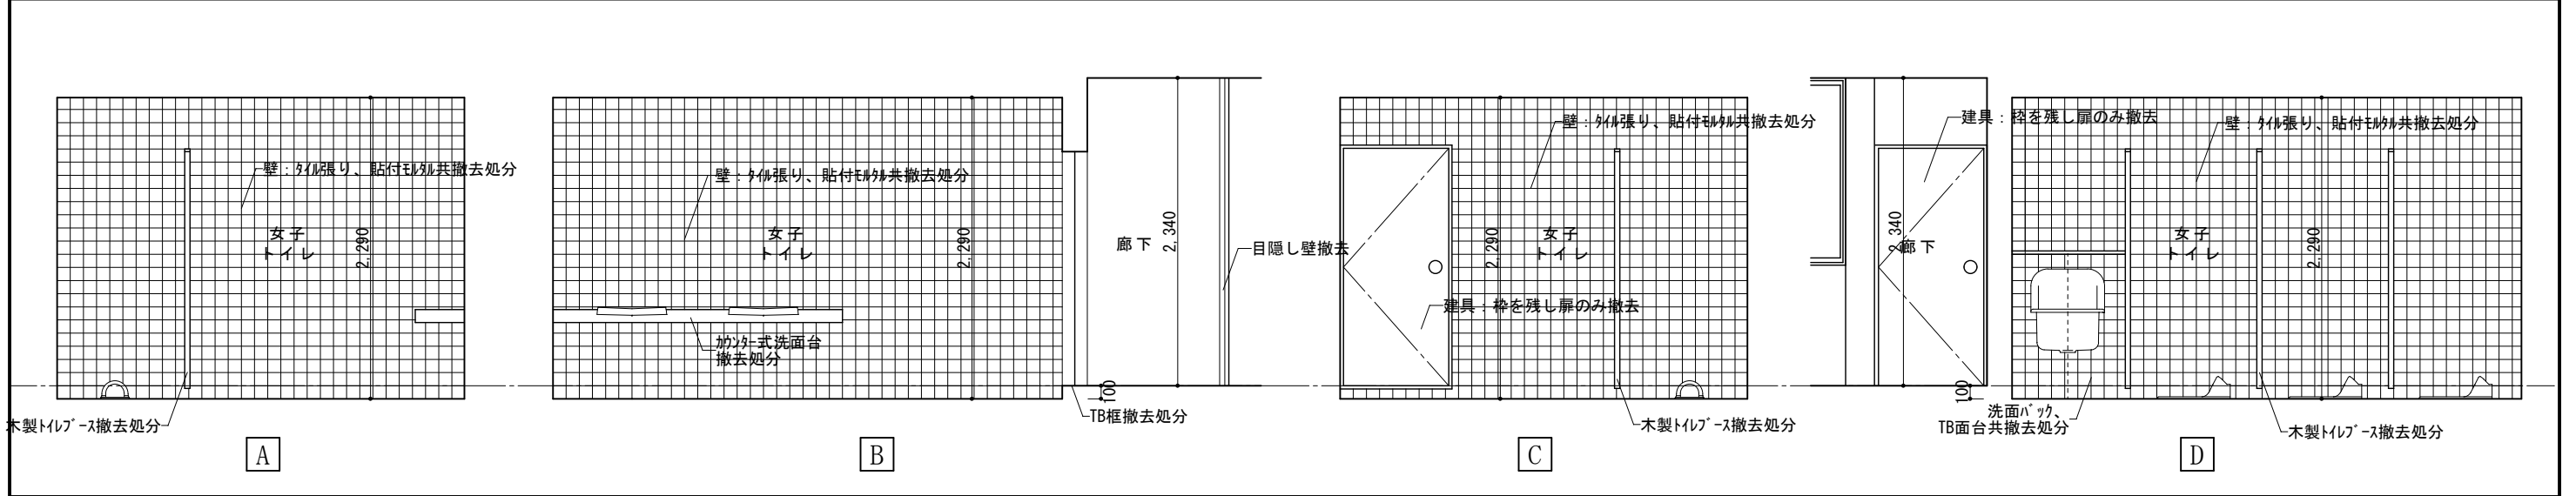 壁：ﾀｲﾙ張り、貼付ﾓﾙﾀﾙ共撤去処分
女子
トイレ
2,290
木製ﾄｲﾚﾌﾞｰｽ撤去処分
A
壁：ﾀｲﾙ張り、貼付ﾓﾙﾀﾙ共撤去処分
女子
トイレ
2,290
ｶｳﾝﾀｰ式洗面台
撤去処分
廊下
2,340
目隠し壁撤去
100
TB框撤去処分
B
壁：ﾀｲﾙ張り、貼付ﾓﾙﾀﾙ共撤去処分
2,290
女子
トイレ
建具：枠を残し扉のみ撤去
木製ﾄｲﾚﾌﾞｰｽ撤去処分
C
建具：枠を残し扉のみ撤去
2,340
廊下
100
壁：ﾀｲﾙ張り、貼付ﾓﾙﾀﾙ共撤去処分
女子
トイレ
2,290
洗面ﾊﾞｯｸ、
TB面台共撤去処分
木製ﾄｲﾚﾌﾞｰｽ撤去処分
D